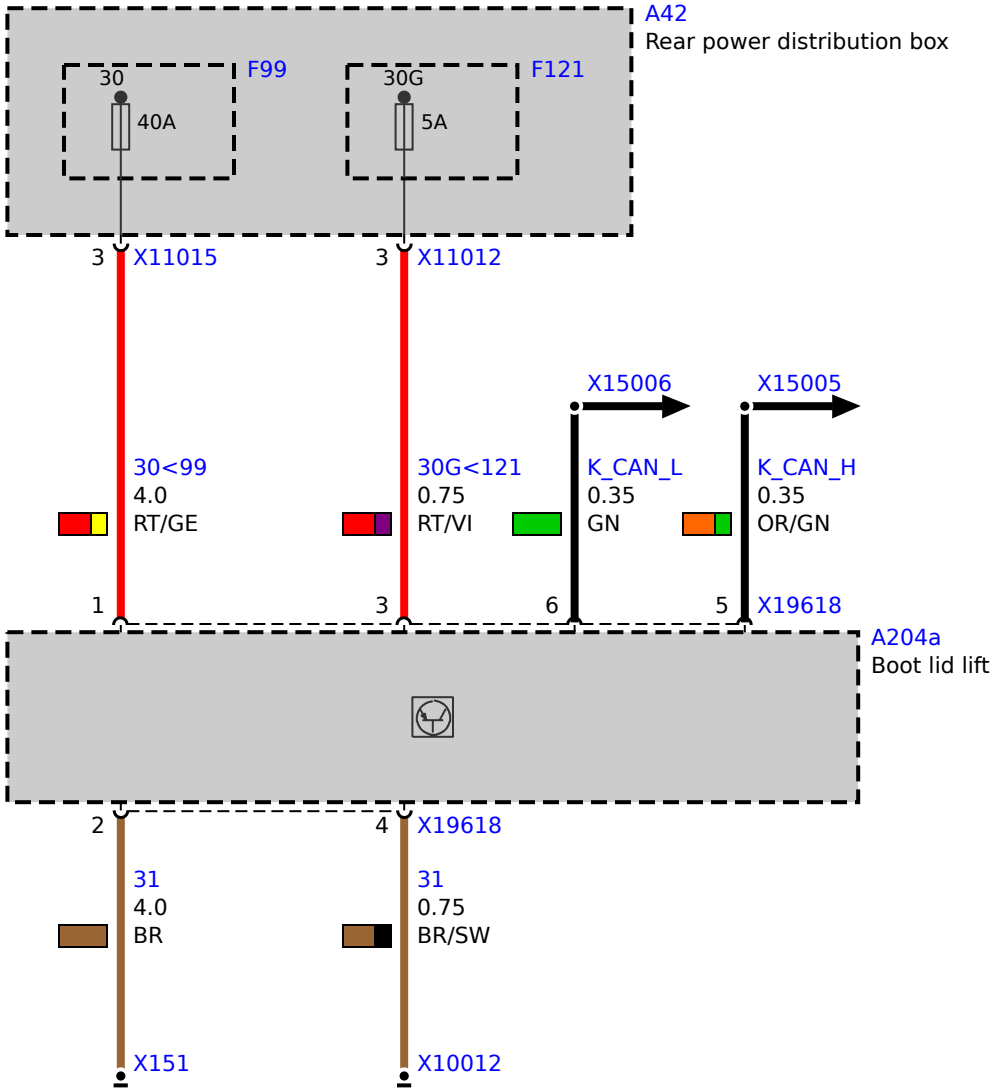 A42
Rear power distribution box
30
F99
30G
F121
40A
5A
3
X11015
3
X11012
X15006
X15005
30<99
4.0
RT/GE
30G<121
0.75
RT/VI
K_CAN_L
0.35
GN
K_CAN_H
0.35
OR/GN
1
3
6
5
X19618
A204a
Boot lid lift
2
4
X19618
31
4.0
BR
31
0.75
BR/SW
X151
X10012